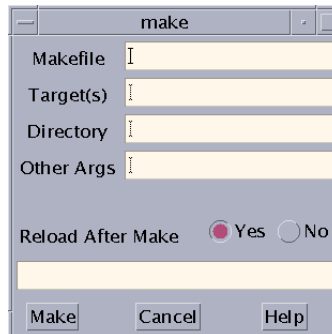 make
Makefile
Target(s)
Directory
Other Args
Reload After Make Yes No
Make Cancel Help